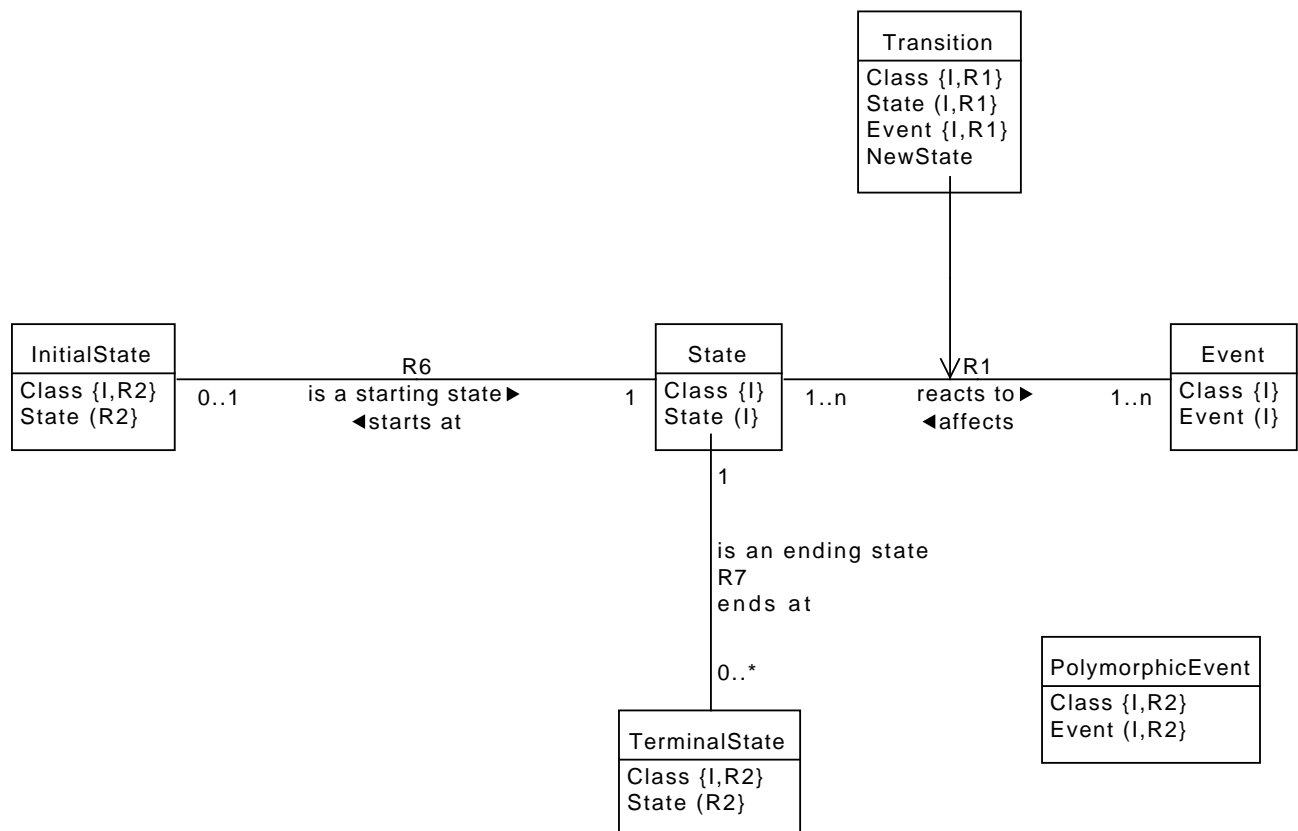 Transition
Class {I,R1}
State (I,R1}
Event {I,R1}
NewState
InitialState
Class {I,R2}
State (R2}
R6
0..1
is a starting state ▶
1
◀ starts at
State
Class {I}
State (I}
R1
1..n
reacts to ▶
1..n
◀ affects
Event
Class {I}
Event (I}
1
is an ending state
R7
ends at
0..*
TerminalState
Class {I,R2}
State (R2}
PolymorphicEvent
Class {I,R2}
Event (I,R2}